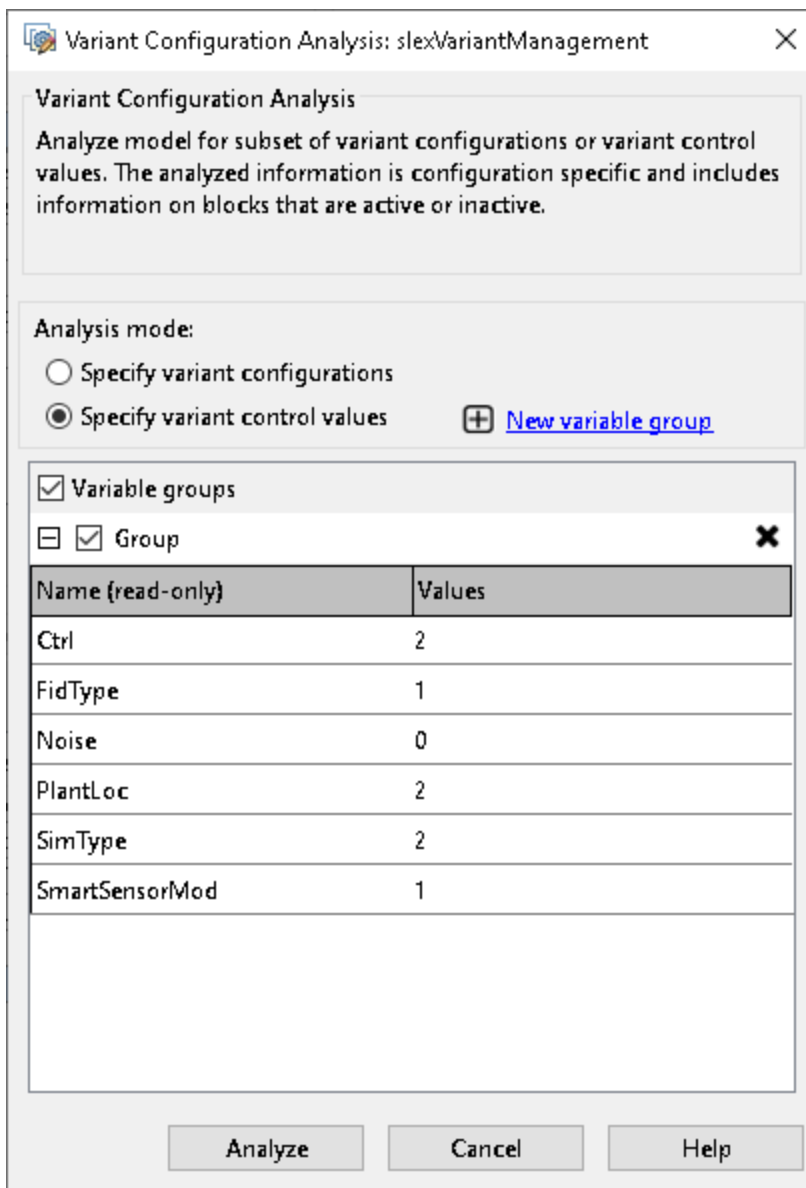 Variant Configuration Analysis: slexVariantManagement
Variant Configuration Analysis
Analyze model for subset of variant configurations or variant control
values. The analyzed information is configuration specific and includes
information on blocks that are active or inactive.
Analysis mode:
Specify variant configurations
Specify variant control values New variable group
Variable groups
Group
Name (read-only) Values
Ctrl 2
FidType 1
Noise 0
PlantLoc 2
SimType 2
SmartSensorMod 1
Analyze Cancel Help